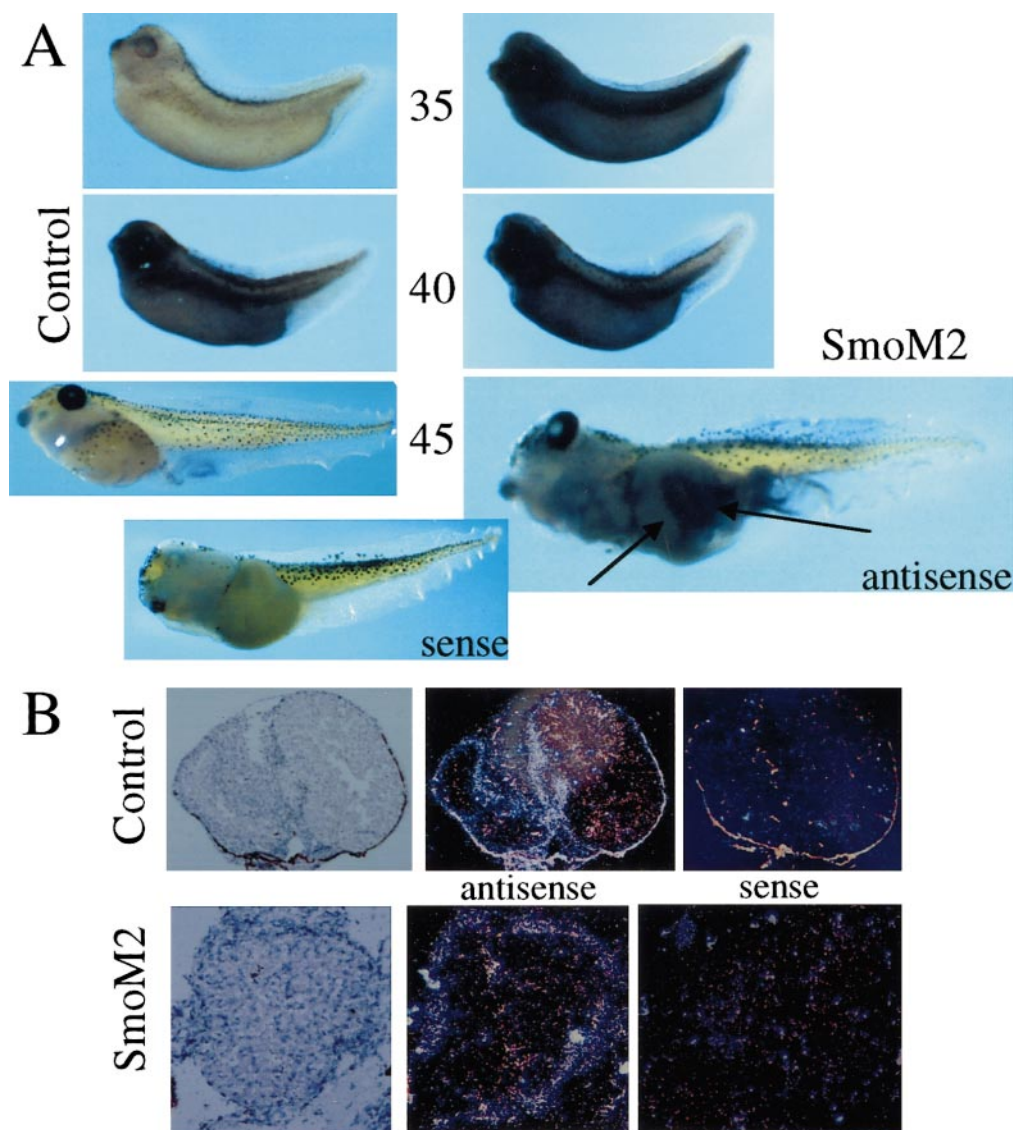 A
Control
35
40
45
SmoM2
antisense
sense
B
Control
antisense
sense
SmoM2